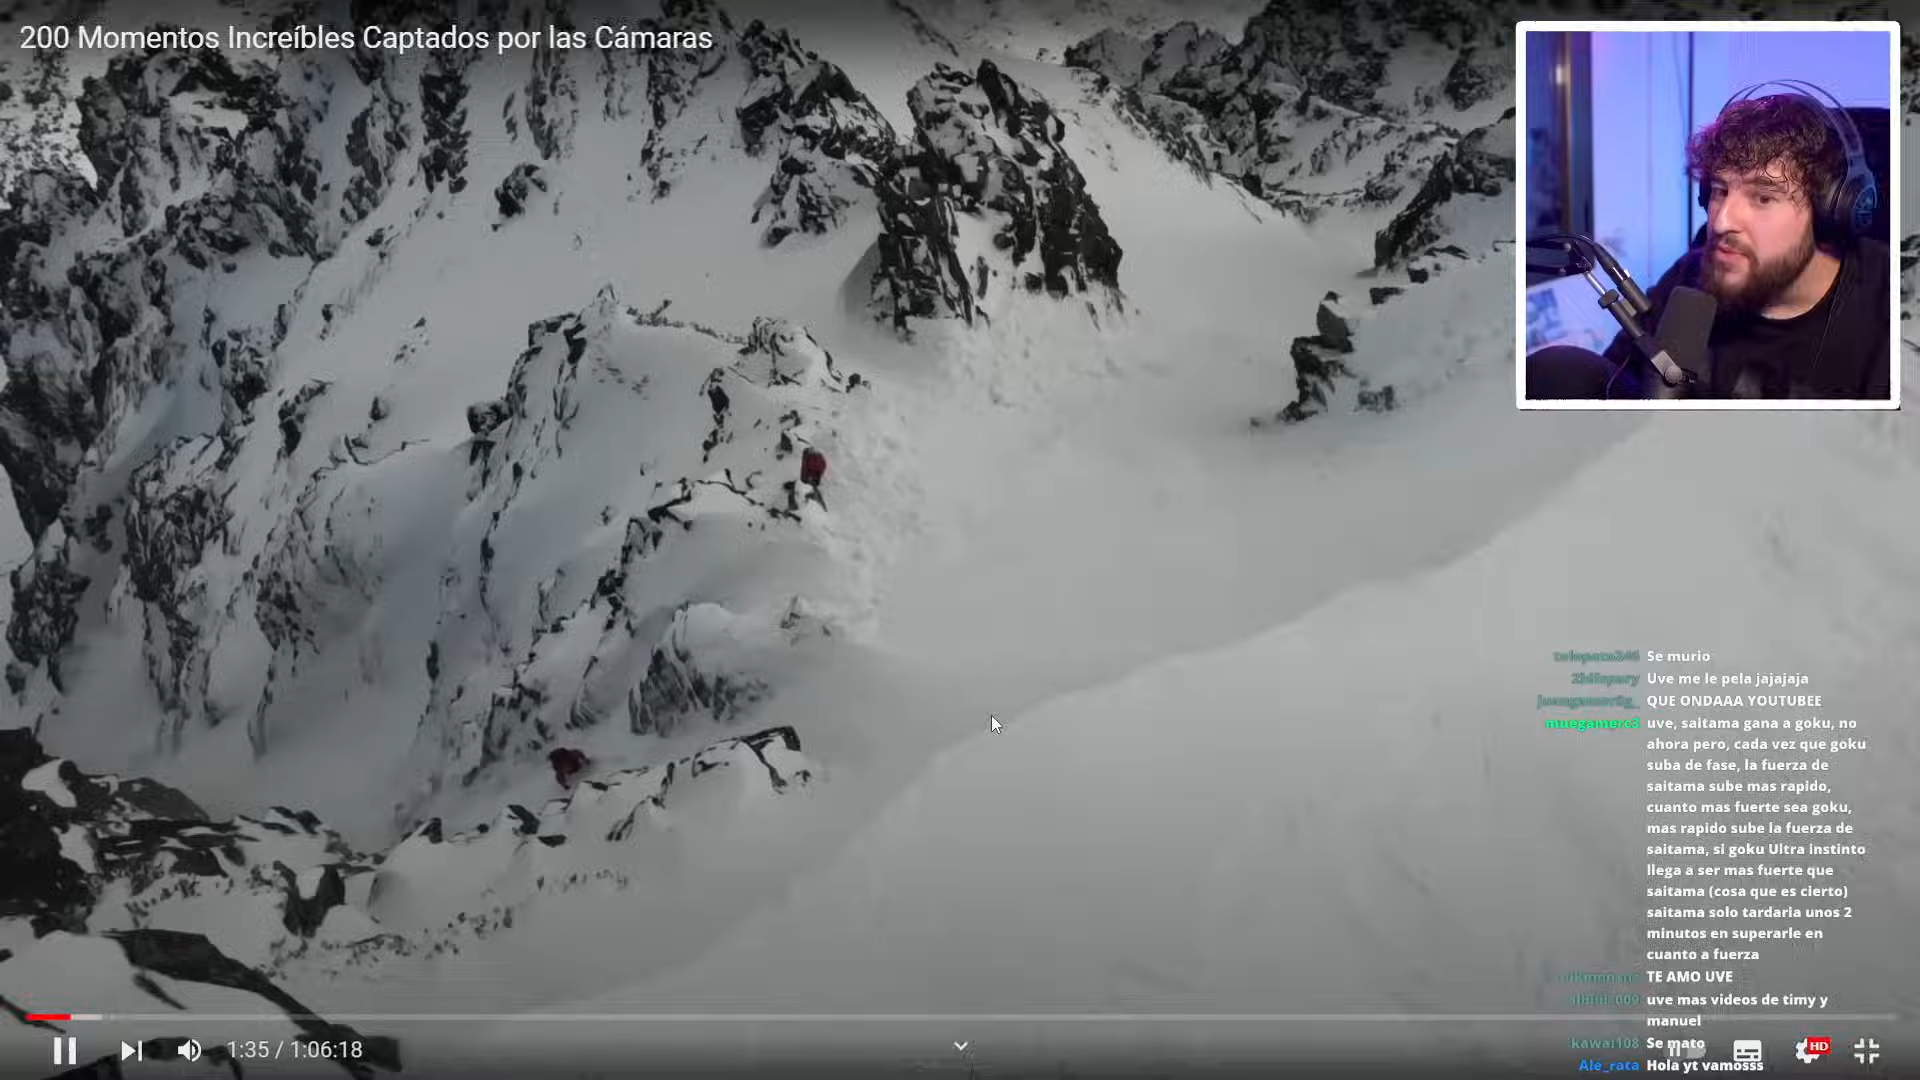 200 Momentos Increíbles Captados por las Cámaras
Se murio
Uve me le pela jajajaja
QUE ONDAAA YOUTUBEE
muegamerc3 uve, saitama gana a goku, no
ahora pero, cada vez que goku
suba de fase, la fuerza de
saitama sube mas rapido,
cuanto mas fuerte sea goku,
mas rapido sube la fuerza de
saitama, si goku Ultra instinto
llega a ser mas fuerte que
saitama (cosa que es cierto)
saitama solo tardaria unos 2
minutos en superarle en
cuanto a fuerza
TE AMO UVE
uve mas videos de timy y
manuel
kawai108 Se mato
Ale_rata Hola yt vamosss
1:35 / 1:06:18
HD